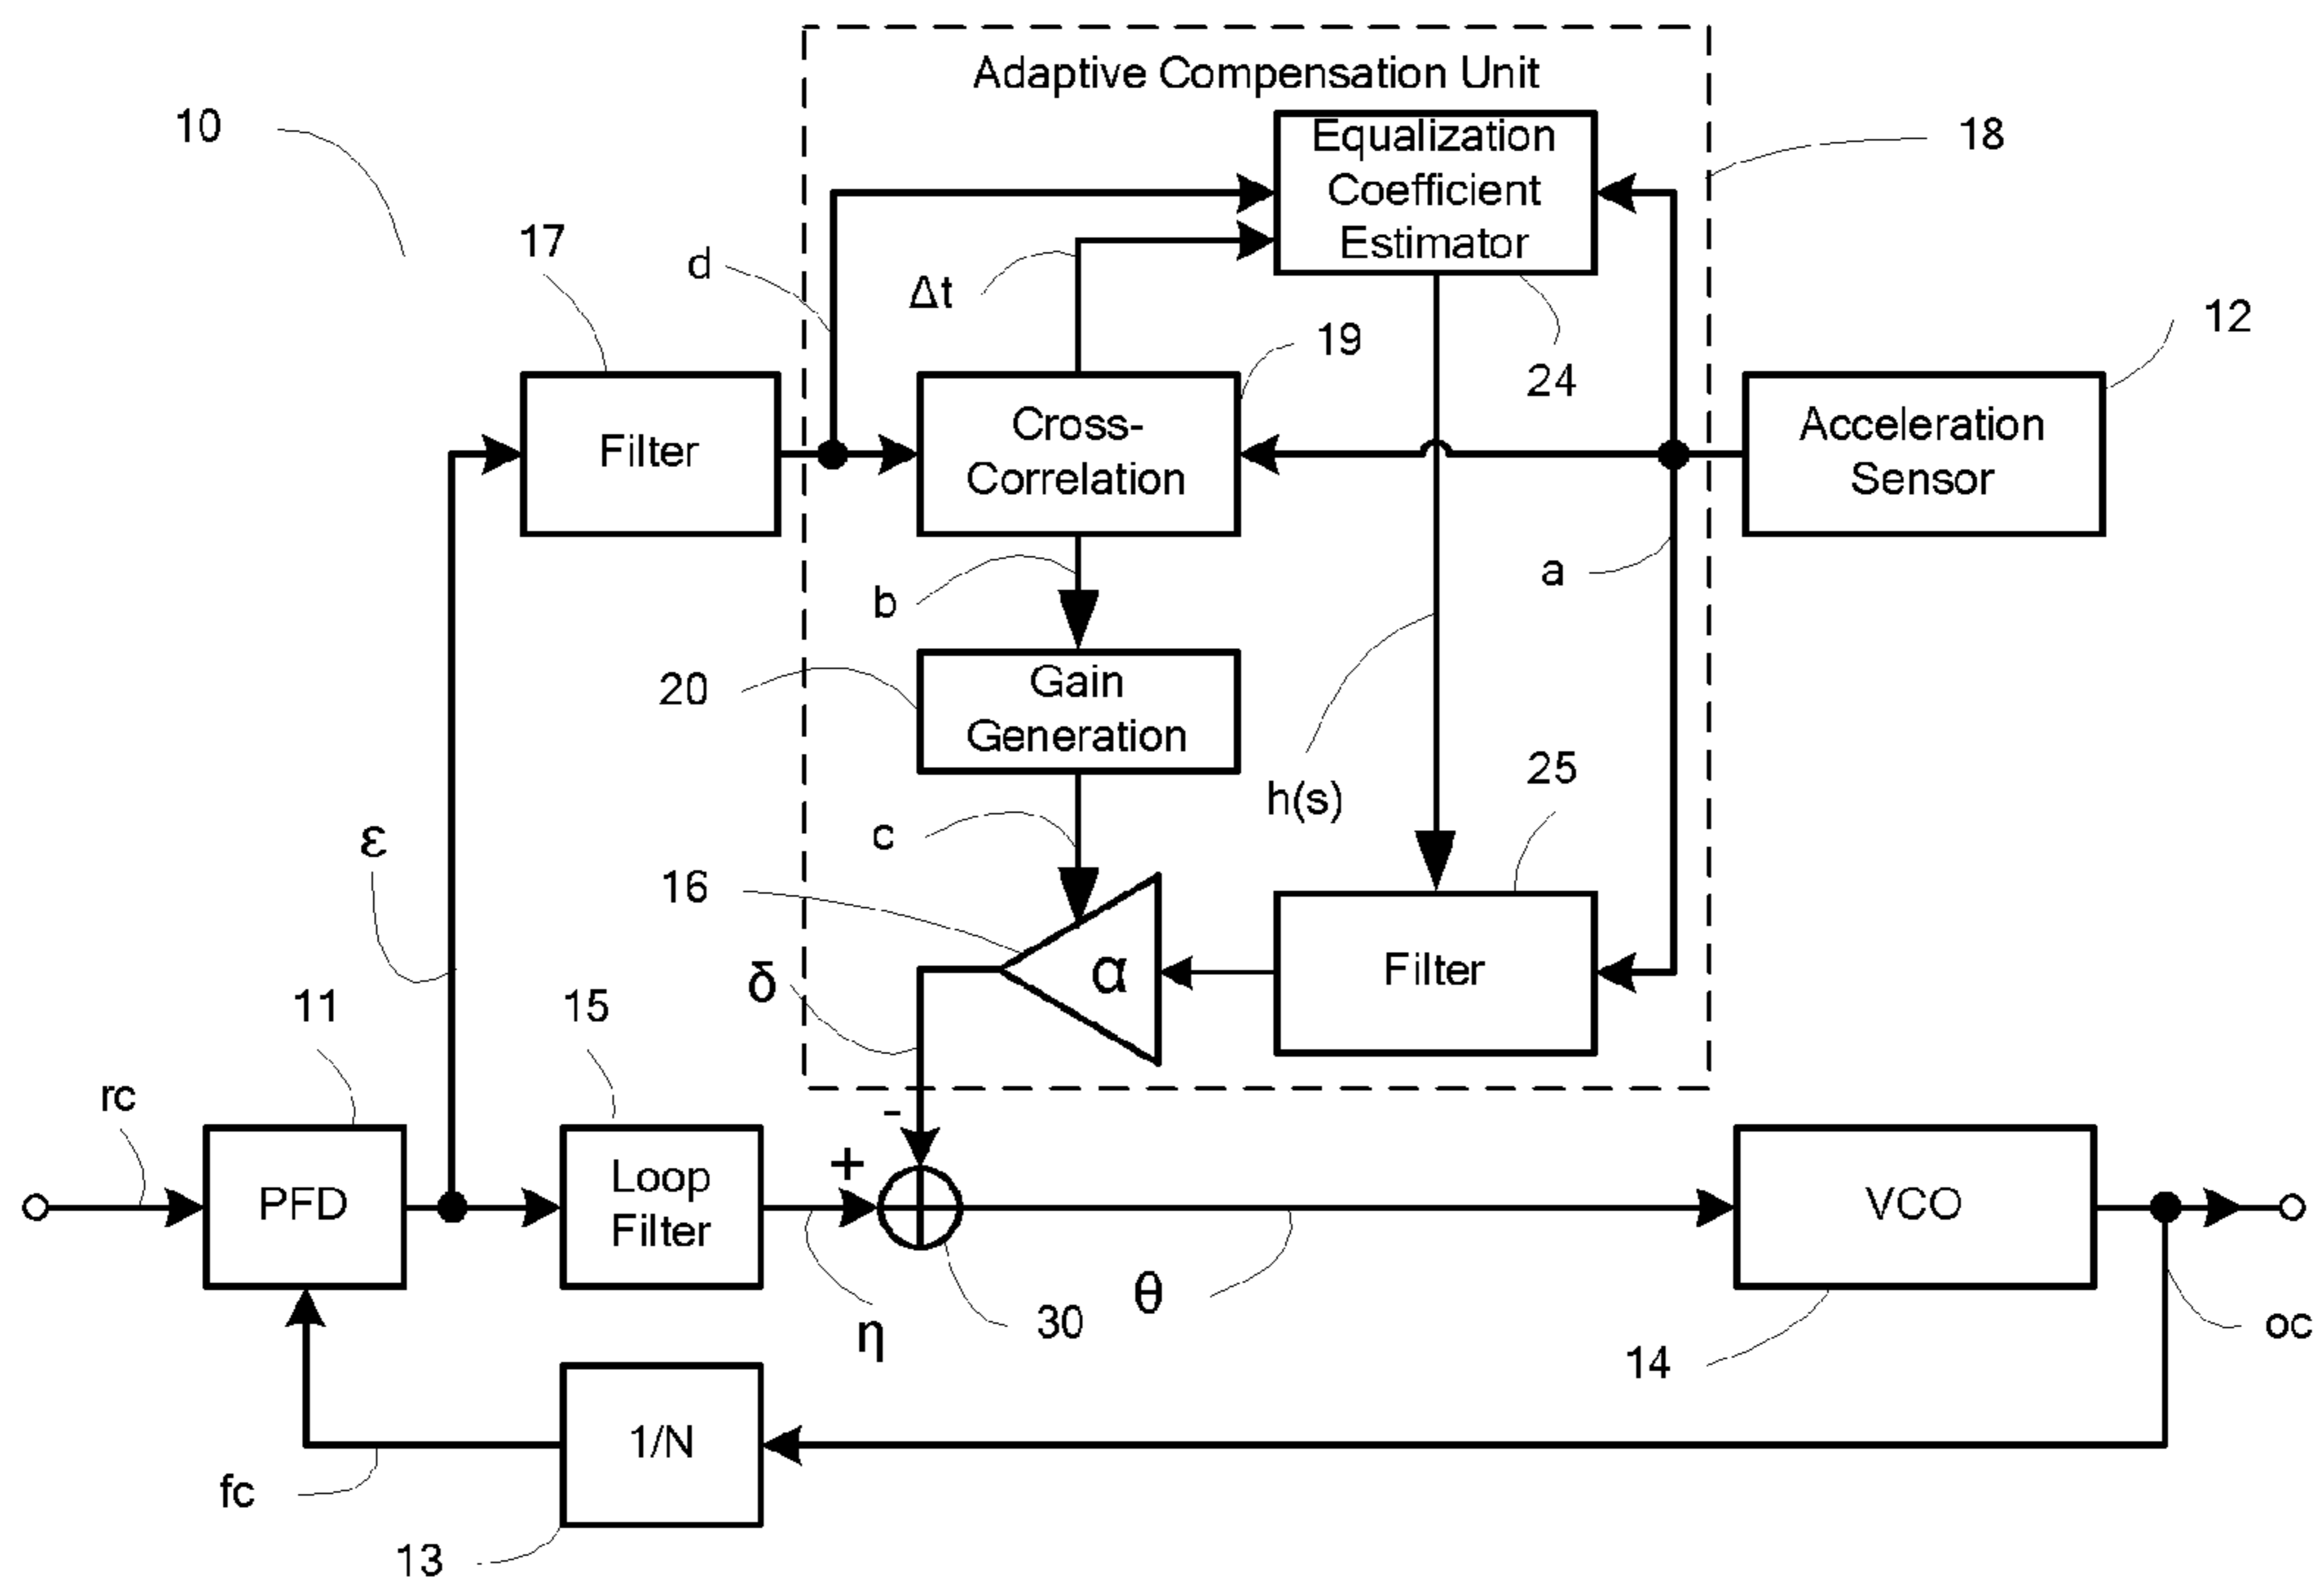 Adaptive Compensation Unit
10
Equalization
Coefficient
Estimator
18
17
d
Δt
19
24
12
Filter
Cross-
Correlation
Acceleration
Sensor
a
b
20
Gain
Generation
25
h(s)
c
ε
16
α
Filter
δ
11
15
rc
-
+
PFD
Loop
Filter
VCO
θ
η
30
14
oc
1/N
fc
13